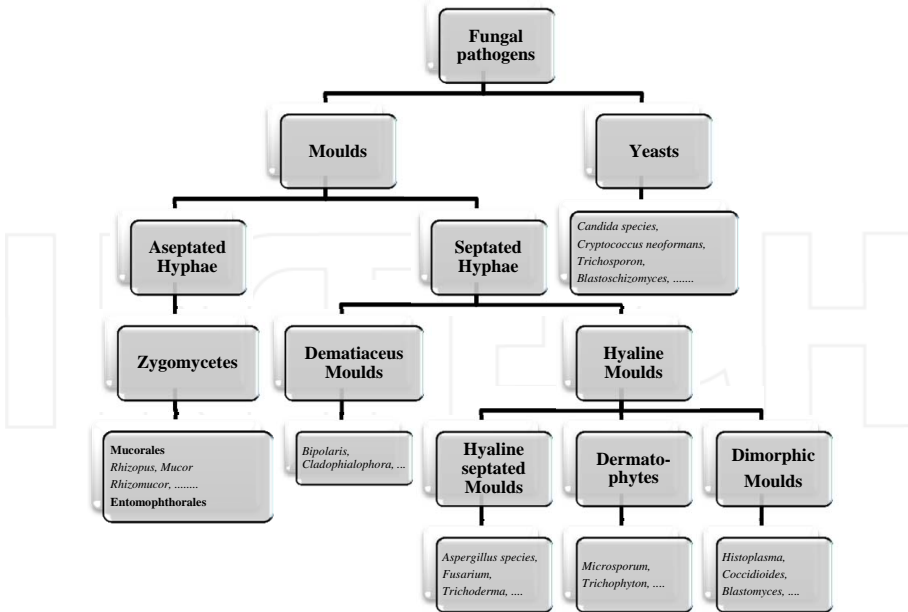 Fungal
pathogens
Moulds
Yeasts
Aseptated
Hyphae
Septated
Hyphae
Candida species,
Cryptococcus neoformans,
Trichosporon,
Blastoschizomyces, .......
Zygomycetes
Dematiaceus
Moulds
Hyaline
Moulds
Mucorales
Rhizopus, Mucor
Rhizomucor, ........
Entomophthorales
Bipolaris,
Cladophialophora, ...
Hyaline
septated
Moulds
Dermato-
phytes
Dimorphic
Moulds
Aspergillus species,
Fusarium,
Trichoderma, ....
Microsporum,
Trichophyton, ....
Histoplasma,
Coccidioides,
Blastomyces, ....